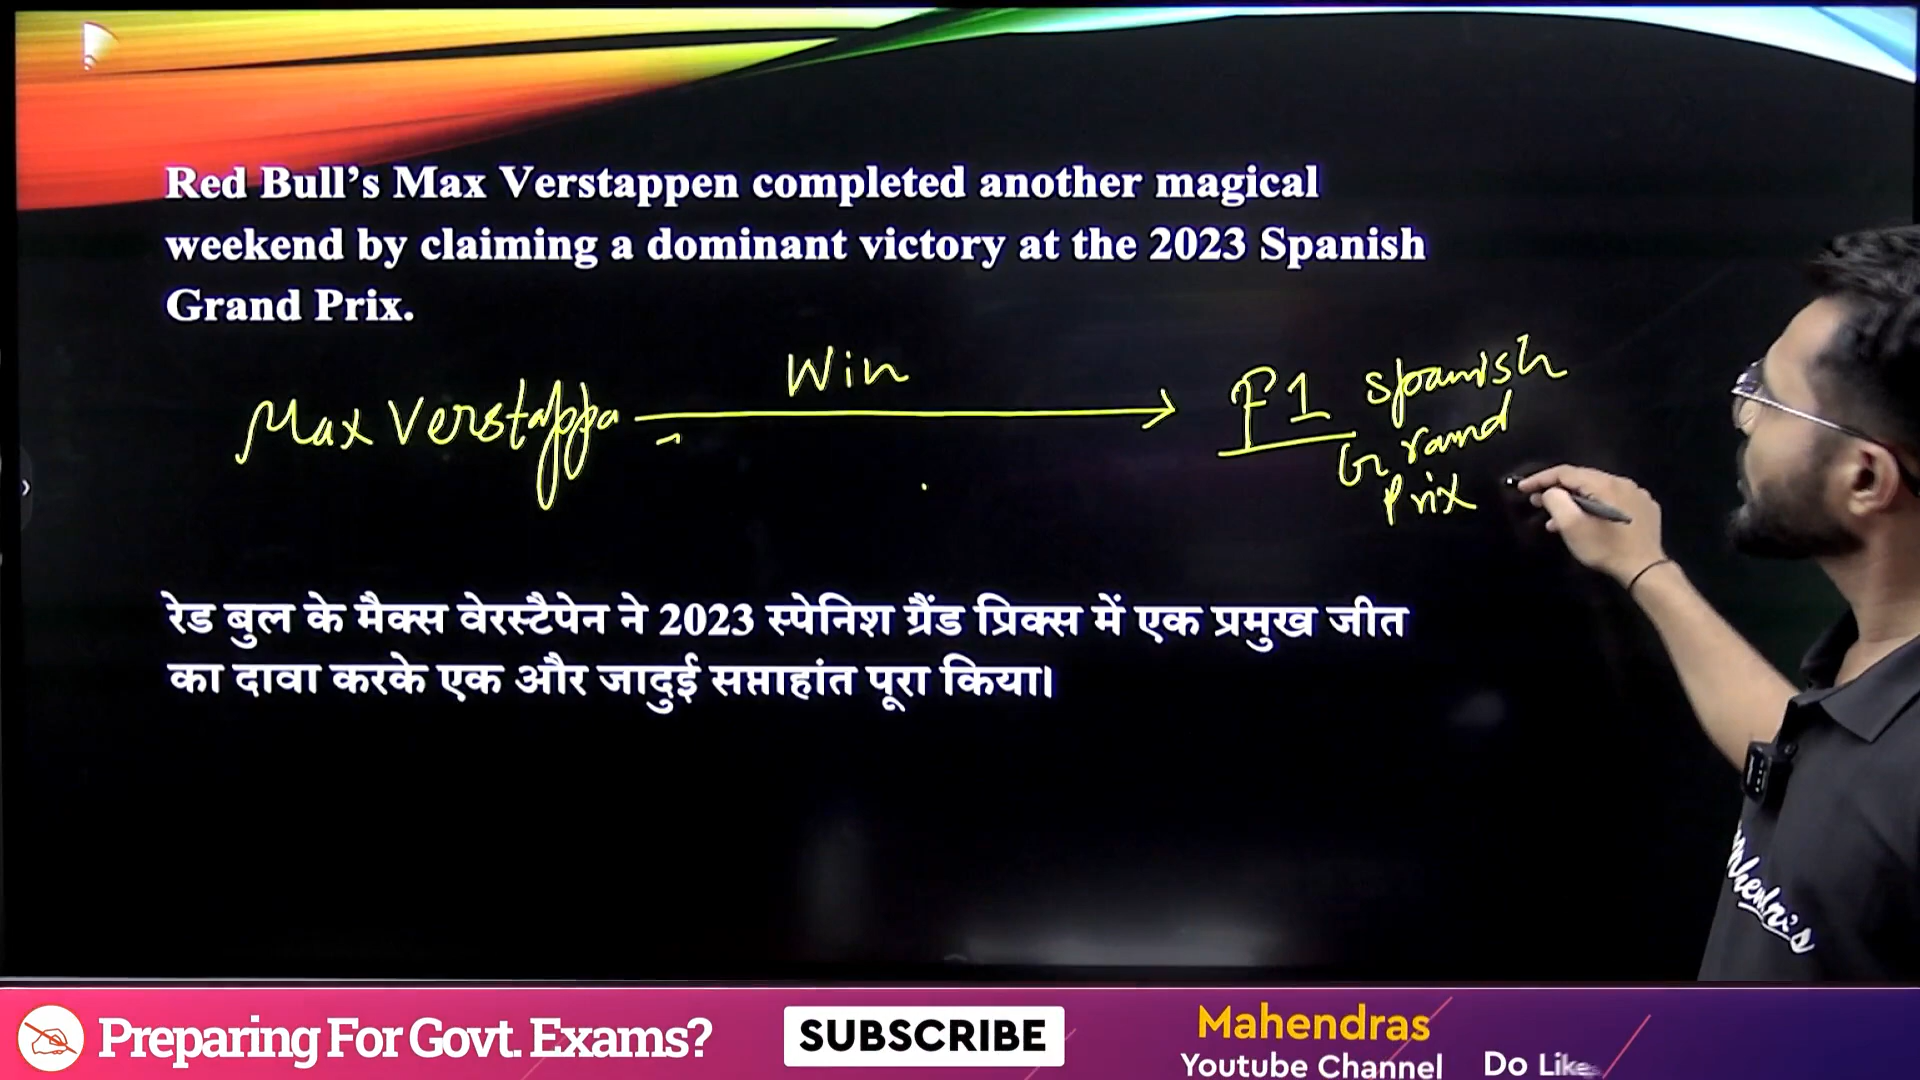 Red Bull’s Max Verstappen completed another magical
weekend by claiming a dominant victory at the 2023 Spanish
Grand Prix.
Win
Max Verstappa
F1 Spanish
Grand
Prix
रेड बुल के मैक्स वेरस्टैपेन ने 2023 स्पेनिश ग्रैंड प्रिक्स में एक प्रमुख जीत
का दावा करके एक और जादुई सप्ताहांत पूरा किया।
Preparing For Govt. Exams?
SUBSCRIBE
Mahendras
Youtube Channel
Do Like